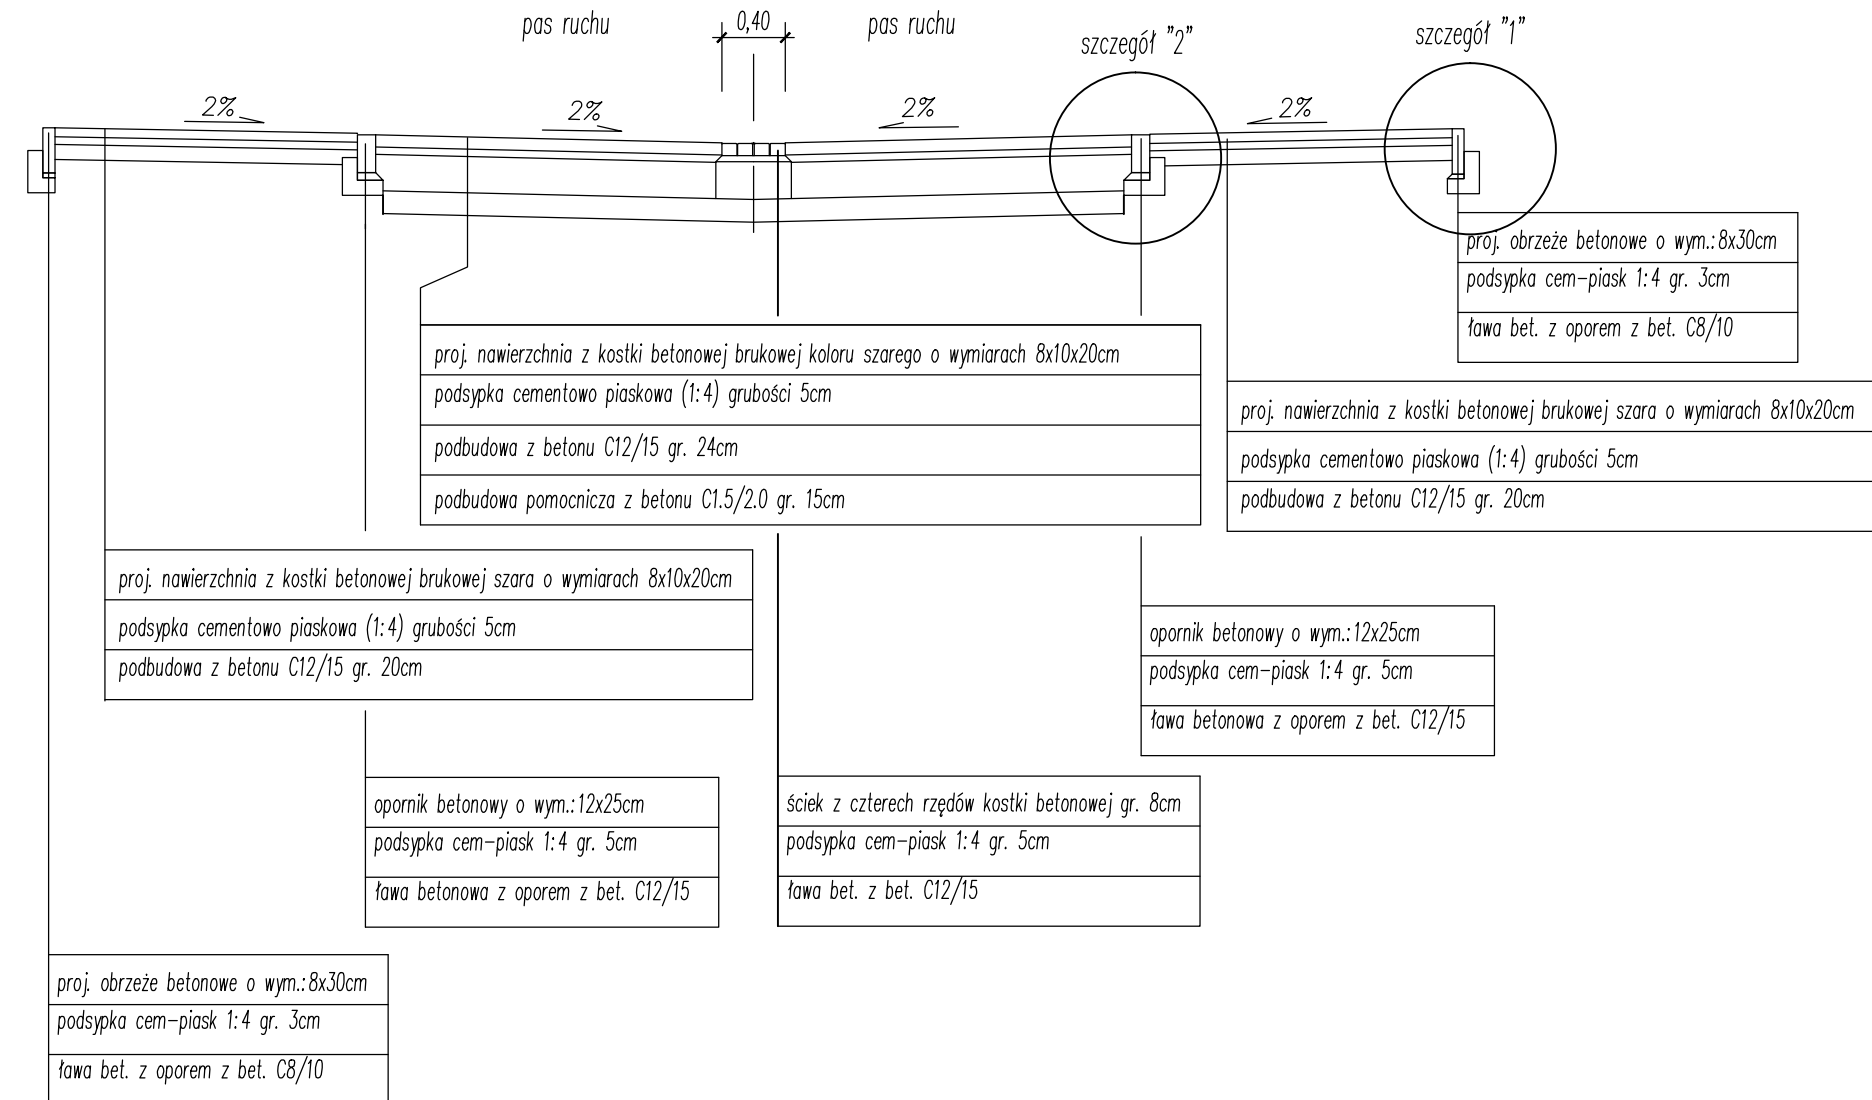 pas ruchu
0,40
pas ruchu
szczegół "2"
szczegół "1"
2%
2%
2%
2%
proj. obrzeże betonowe o wym.:8x30cm
podsypka cem-piask 1:4 gr. 3cm
ława bet. z oporem z bet. C8/10
proj. nawierzchnia z kostki betonowej brukowej koloru szarego o wymiarach 8x10x20cm
podsypka cementowo piaskowa (1:4) grubości 5cm
podbudowa z betonu C12/15 gr. 24cm
podbudowa pomocnicza z betonu C1.5/2.0 gr. 15cm
proj. nawierzchnia z kostki betonowej brukowej szara o wymiarach 8x10x20cm
podsypka cementowo piaskowa (1:4) grubości 5cm
podbudowa z betonu C12/15 gr. 20cm
proj. nawierzchnia z kostki betonowej brukowej szara o wymiarach 8x10x20cm
podsypka cementowo piaskowa (1:4) grubości 5cm
podbudowa z betonu C12/15 gr. 20cm
opornik betonowy o wym.:12x25cm
podsypka cem-piask 1:4 gr. 5cm
ława betonowa z oporem z bet. C12/15
opornik betonowy o wym.:12x25cm
podsypka cem-piask 1:4 gr. 5cm
ława betonowa z oporem z bet. C12/15
ściek z czterech rzędów kostki betonowej gr. 8cm
podsypka cem-piask 1:4 gr. 5cm
ława bet. z bet. C12/15
proj. obrzeże betonowe o wym.:8x30cm
podsypka cem-piask 1:4 gr. 3cm
ława bet. z oporem z bet. C8/10